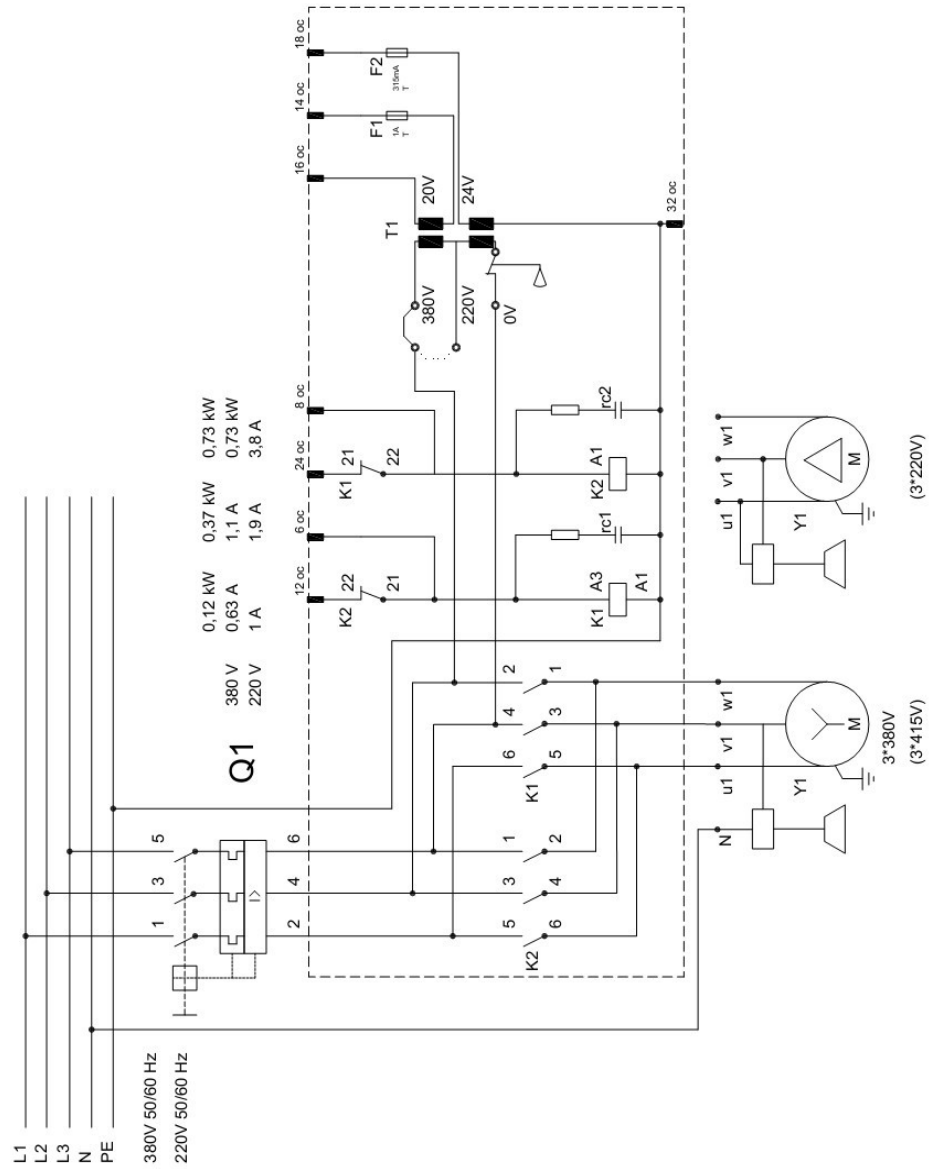 L1
L2
L3
N
PE
380V 50/60 Hz
220V 50/60 Hz
1
3
5
I>
2
4
6
Q1
380 V
220 V
0,12 kW
0,63 A
1 A
0,37 kW
1,1 A
1,9 A
0,73 kW
0,73 kW
3,8 A
12 oc
6 oc
24 oc
8 oc
16 oc
14 oc
18 oc
K2
22
21
K1
21
22
F1
1A
T
F2
315mA
T
T1
20V
24V
380V
220V
0V
K1
A3
A1
rc1
K2
A1
rc2
32 oc
K2
5
3
1
6
4
2
K1
6
4
2
5
3
1
N
u1
v1
w1
Y1
M
3*380V
(3*415V)
u1
v1
w1
Y1
M
(3*220V)